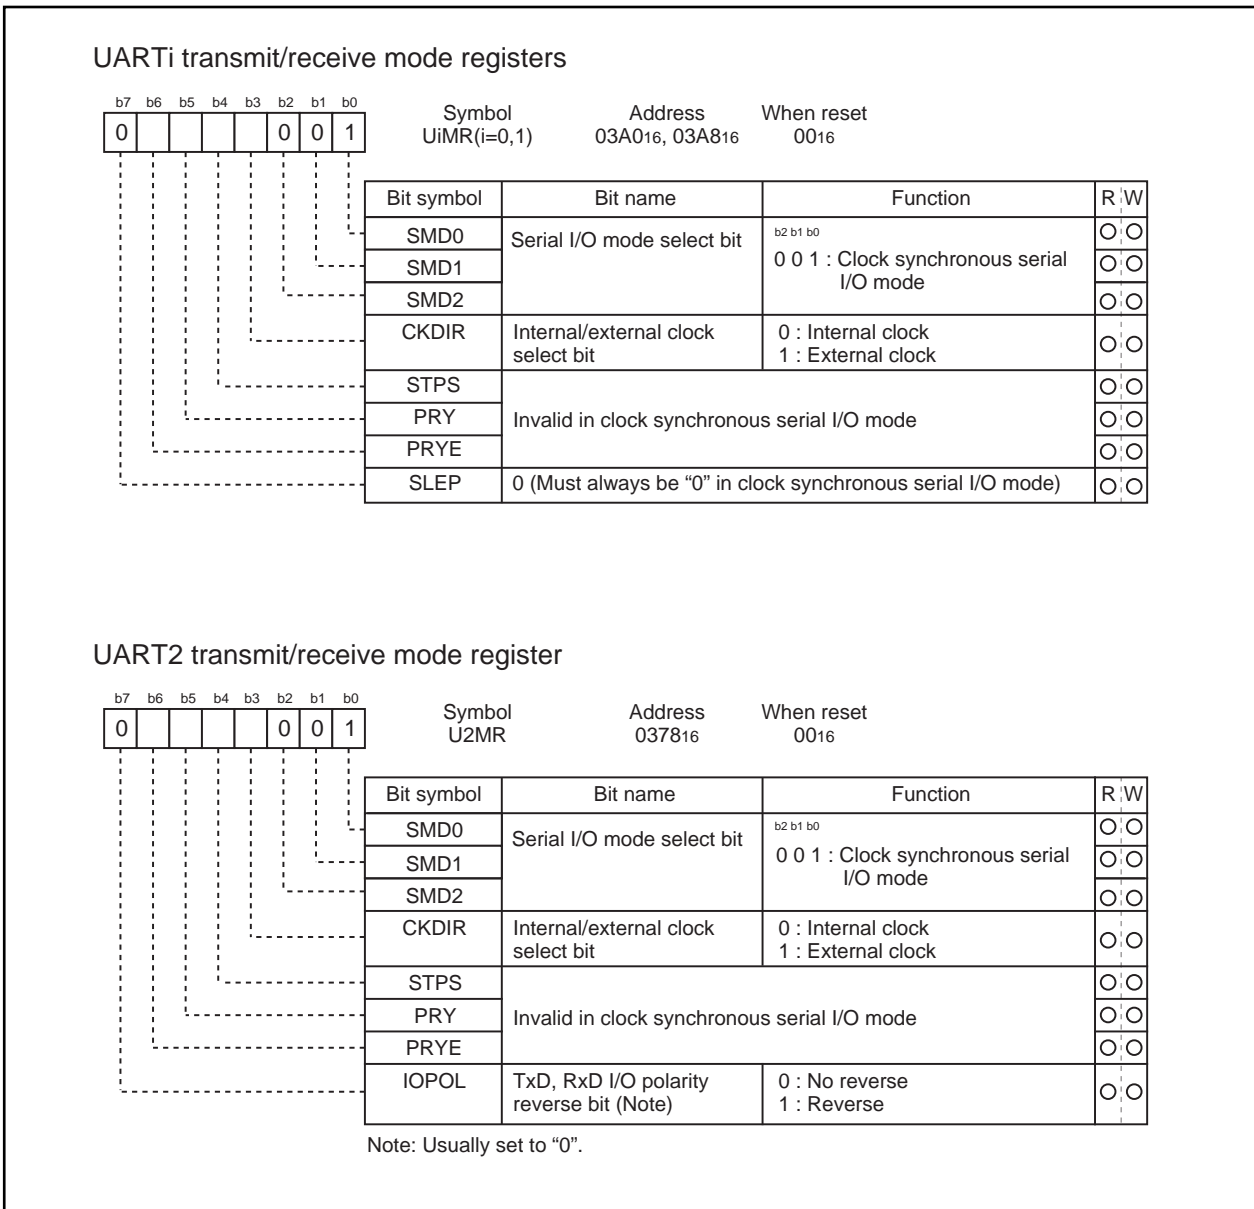 UARTi transmit/receive mode registers
b7 b6 b5 b4 b3 b2 b1 b0
0 0 0 1
Symbol Address When reset
UiMR(i=0,1) 03A016, 03A816 0016
Bit symbol Bit name Function R W
SMD0 Serial I/O mode select bit b2 b1 b0
SMD1 0 0 1 : Clock synchronous serial
I/O mode
SMD2
CKDIR Internal/external clock 0 : Internal clock
select bit 1 : External clock
STPS
PRY Invalid in clock synchronous serial I/O mode
PRYE
SLEP 0 (Must always be “0” in clock synchronous serial I/O mode)
UART2 transmit/receive mode register
b7 b6 b5 b4 b3 b2 b1 b0
0 0 0 1
Symbol Address When reset
U2MR 037816 0016
Bit symbol Bit name Function R W
SMD0 Serial I/O mode select bit b2 b1 b0
SMD1 0 0 1 : Clock synchronous serial
I/O mode
SMD2
CKDIR Internal/external clock 0 : Internal clock
select bit 1 : External clock
STPS
PRY Invalid in clock synchronous serial I/O mode
PRYE
IOPOL TxD, RxD I/O polarity 0 : No reverse
reverse bit (Note) 1 : Reverse
Note: Usually set to “0”.